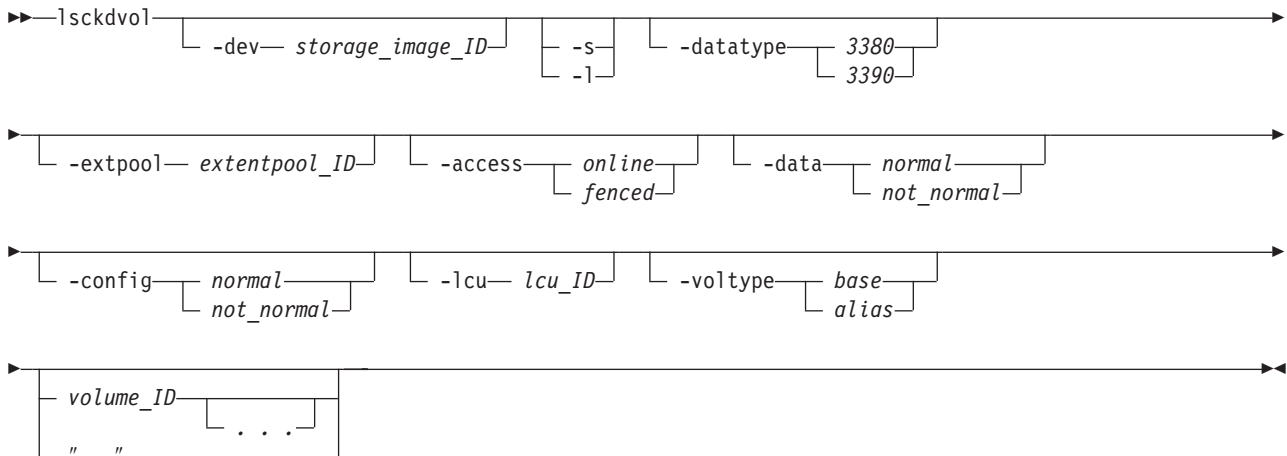 lsckdvol -dev storage_image_ID -s -l -datatype 3380 3390
-extpool extentpool_ID -access online fenced -data normal not_normal
-config normal not_normal -lcu lcu_ID -voltype base alias
volume_ID . . .
" "